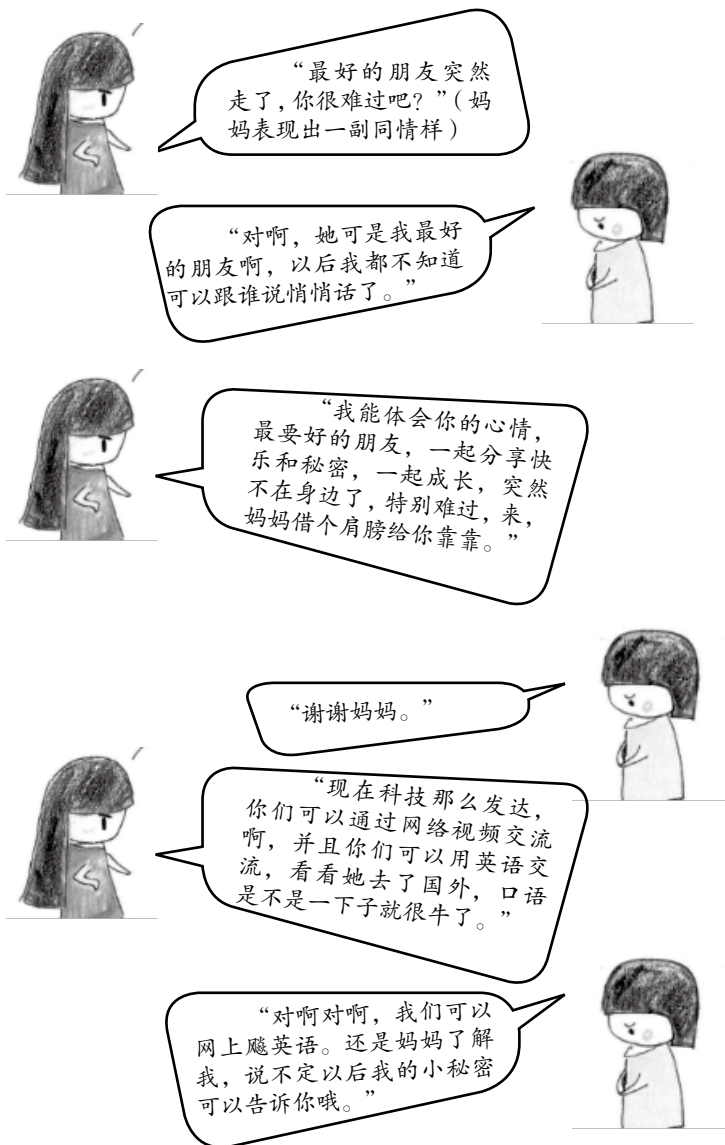 “最好的朋友突然
走了，你很难过吧？”（妈
妈表现出一副同情样）
“对啊，她可是我最好
的朋友啊，以后我都不知道
可以跟谁说悄悄话了。”
“我能体会你的心情，
最要好的朋友，一起分享快
乐和秘密，一起成长，突然
不在身边了，特别难过，来，
妈妈借个肩膀给你靠靠。”
“谢谢妈妈。”
“现在科技那么发达，
你们可以通过网络视频交流
啊，并且你们可以用英语交
流，看看她去了国外，口语
是不是一下子就很牛了。”
“对啊对啊，我们可以
网上飚英语。还是妈妈了解
我，说不定以后我的小秘密
可以告诉你哦。”